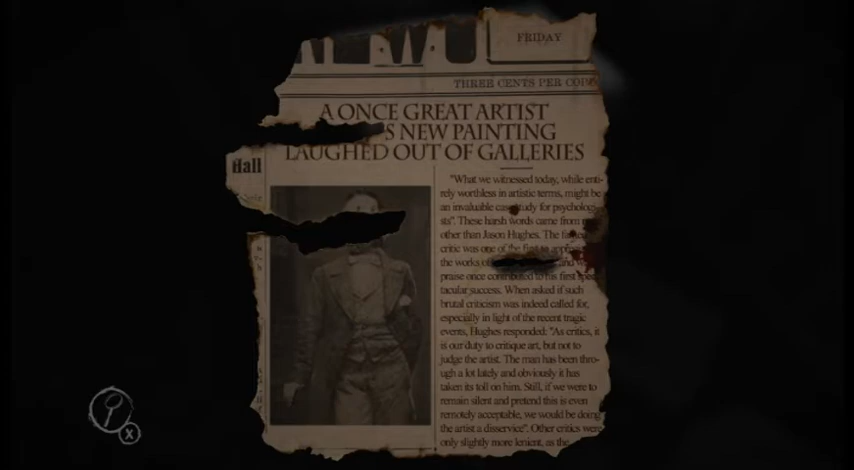 FRIDAY
THREE CENTS PER COPY
A ONCE GREAT ARTIST
S NEW PAINTING
LAUGHED OUT OF GALLERIES
Hall
"What we witnessed today, while enti-
rely worthless in artistic terms, might be
an invaluable case study for psycholog-
sts". These harsh words came from
other than Jason Hughes. The
critic was one of the first to
the works
praise once contributed to his first spec-
tacular success. When asked if such
brutal criticism was indeed called for,
especially in light of the recent tragic
events, Hughes responded: "As critics, it
is our duty to critique art, but not to
judge the artist. The man has been thro-
ugh a lot lately and obviously it has
taken its toll on him. Still, if we were to
remain silent and pretend this is even
remotely acceptable, we would be doing
the artist a disservice". Other critics were
only slightly more lenient, as the
X